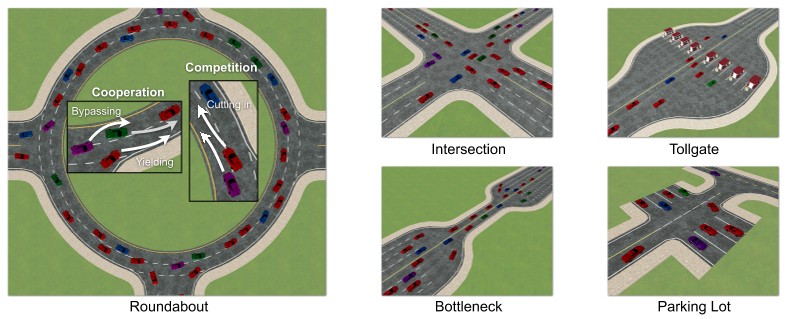 Competition
Cooperation
Bypassing
Cutting in
Yielding
Intersection
Tollgate
Roundabout
Bottleneck
Parking Lot